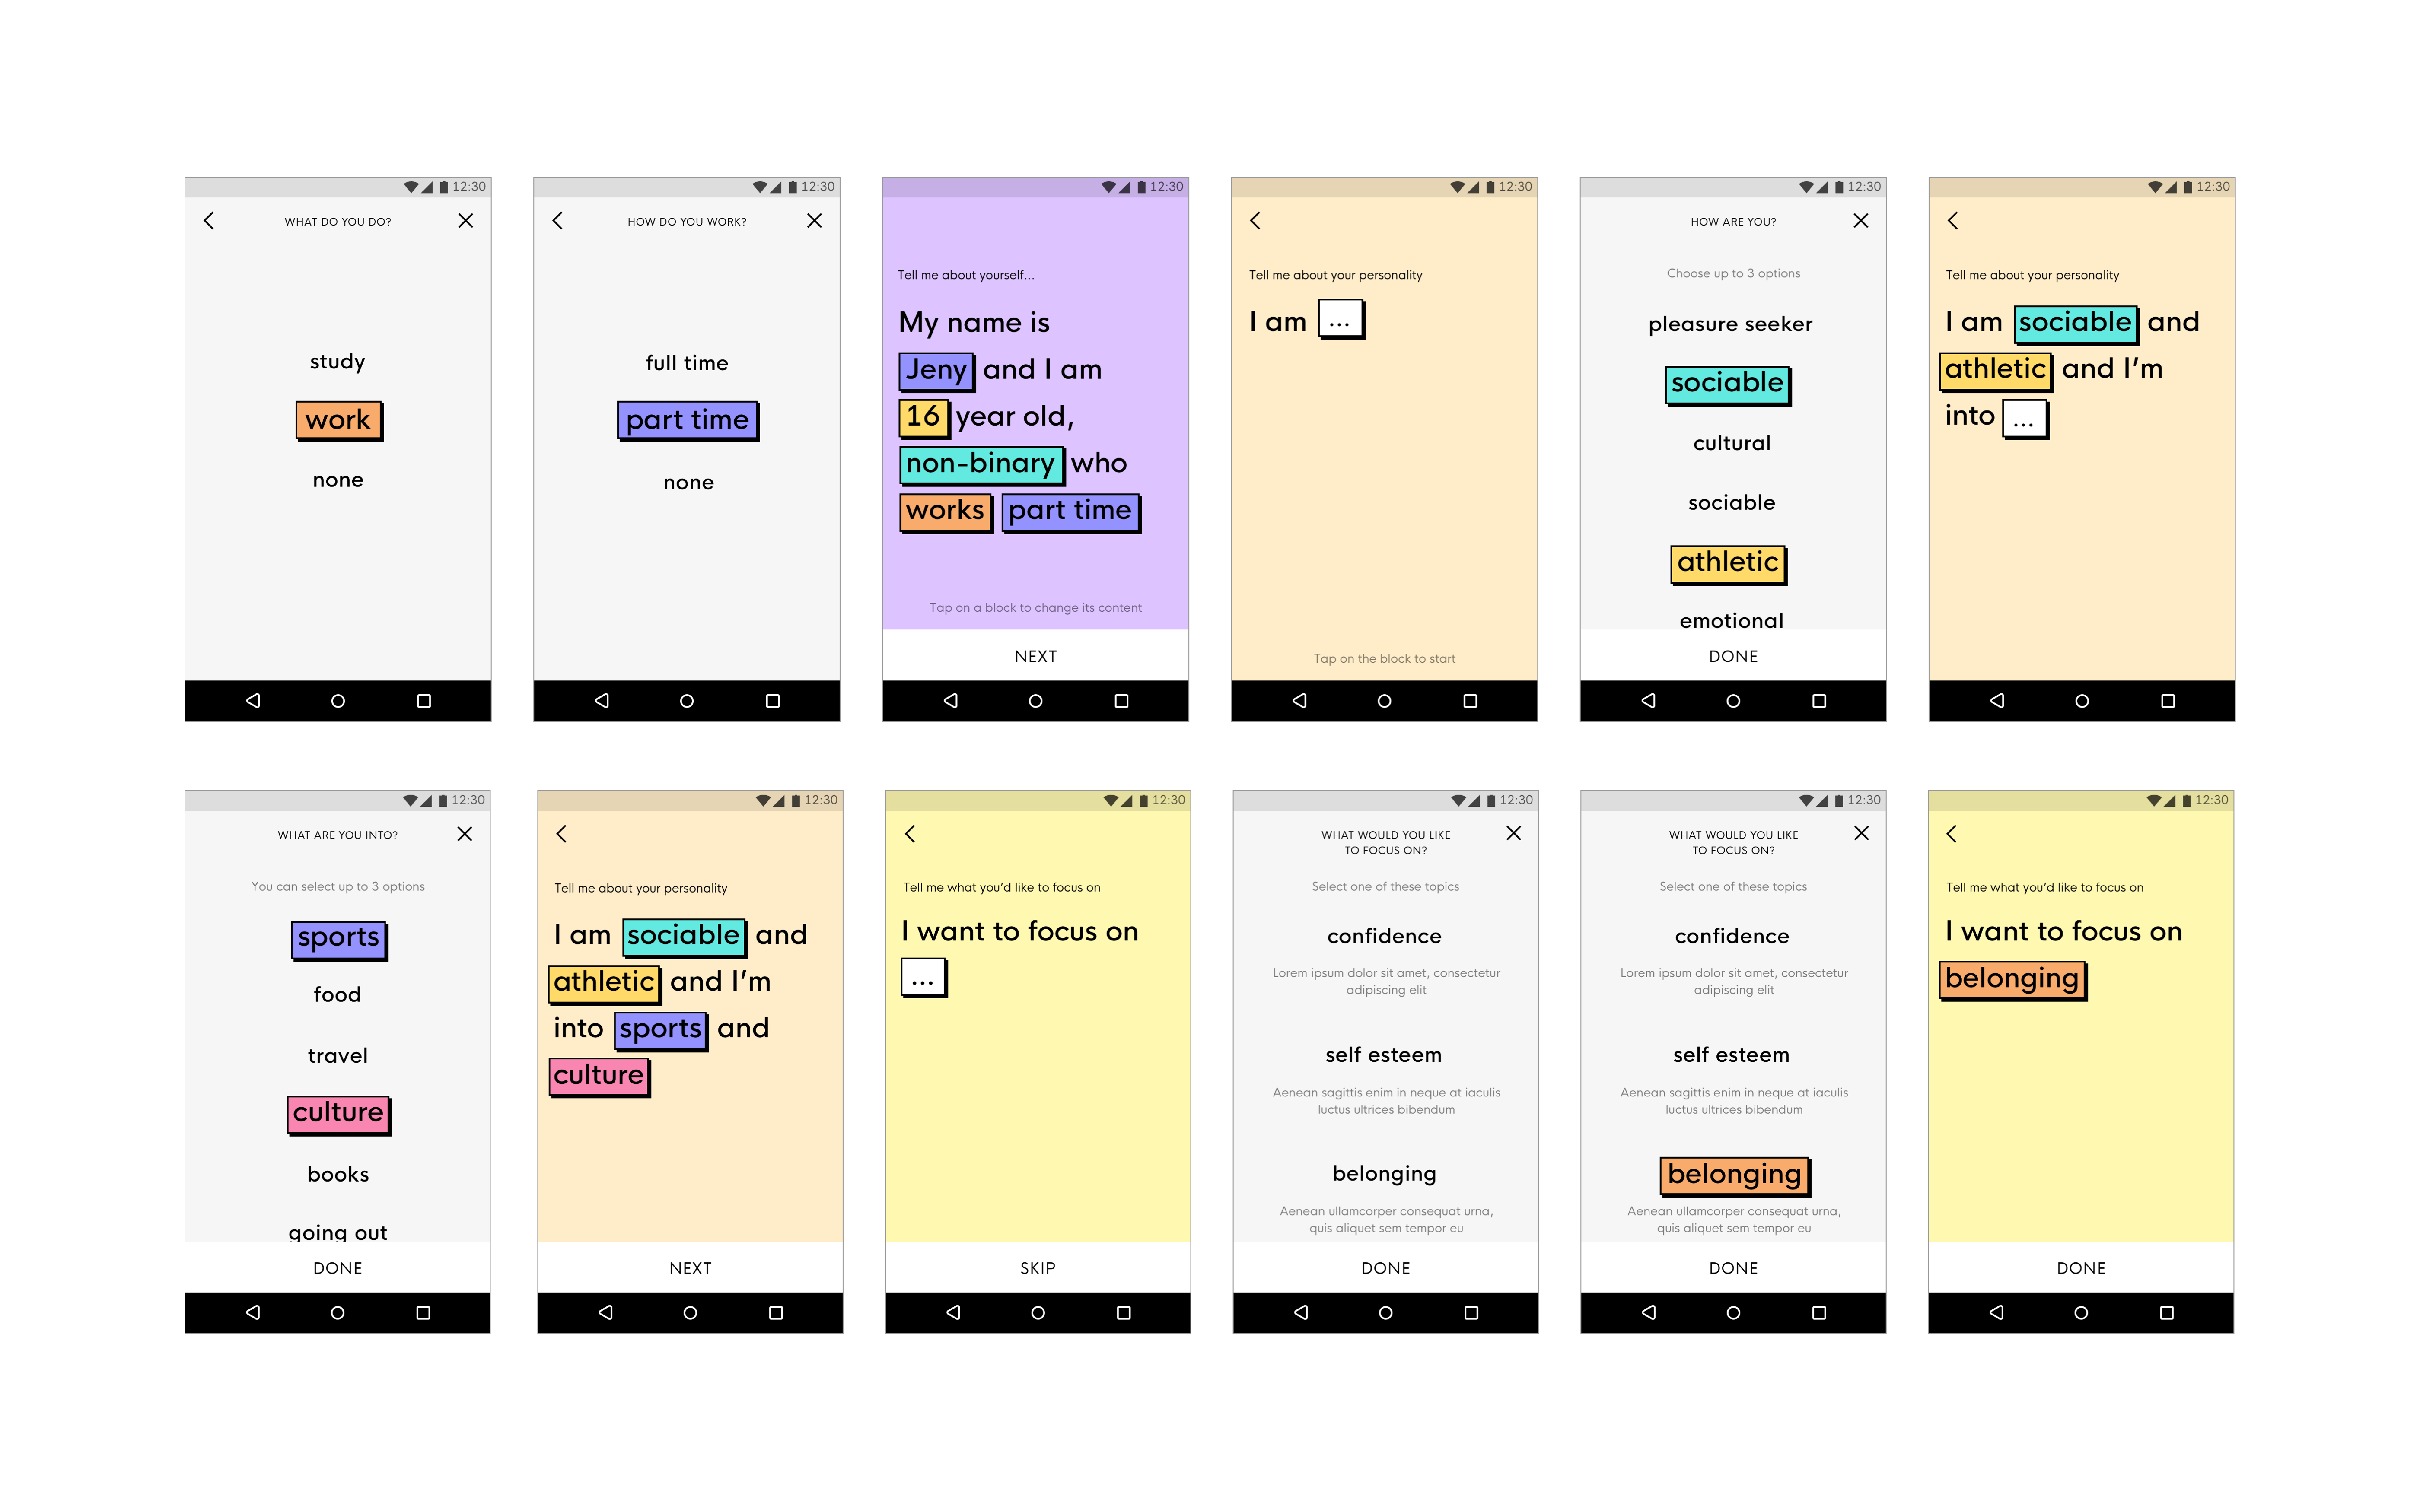 12:30
WHAT DO YOU DO?
study
work
none
12:30
HOW DO YOU WORK?
full time
part time
none
12:30
Tell me about yourself...
My name is
Jeny and I am
16 year old,
non-binary who
works part time
Tap on a block to change its content
NEXT
12:30
Tell me about your personality
I am ...
Tap on the block to start
12:30
HOW ARE YOU?
Choose up to 3 options
pleasure seeker
sociable
cultural
sociable
athletic
emotional
DONE
12:30
Tell me about your personality
I am sociable and
athletic and I’m
into ...
12:30
WHAT ARE YOU INTO?
You can select up to 3 options
sports
food
travel
culture
books
going out
DONE
12:30
Tell me about your personality
I am sociable and
athletic and I’m
into sports and
culture
NEXT
12:30
Tell me what you’d like to focus on
I want to focus on
...
SKIP
12:30
WHAT WOULD YOU LIKE
TO FOCUS ON?
Select one of these topics
confidence
Lorem ipsum dolor sit amet, consectetur
adipiscing elit
self esteem
Aenean sagittis enim in neque at iaculis
luctus ultrices bibendum
belonging
Aenean ullamcorper consequat urna,
quis aliquet sem tempor eu
DONE
12:30
WHAT WOULD YOU LIKE
TO FOCUS ON?
Select one of these topics
confidence
Lorem ipsum dolor sit amet, consectetur
adipiscing elit
self esteem
Aenean sagittis enim in neque at iaculis
luctus ultrices bibendum
belonging
Aenean ullamcorper consequat urna,
quis aliquet sem tempor eu
DONE
12:30
Tell me what you’d like to focus on
I want to focus on
belonging
DONE